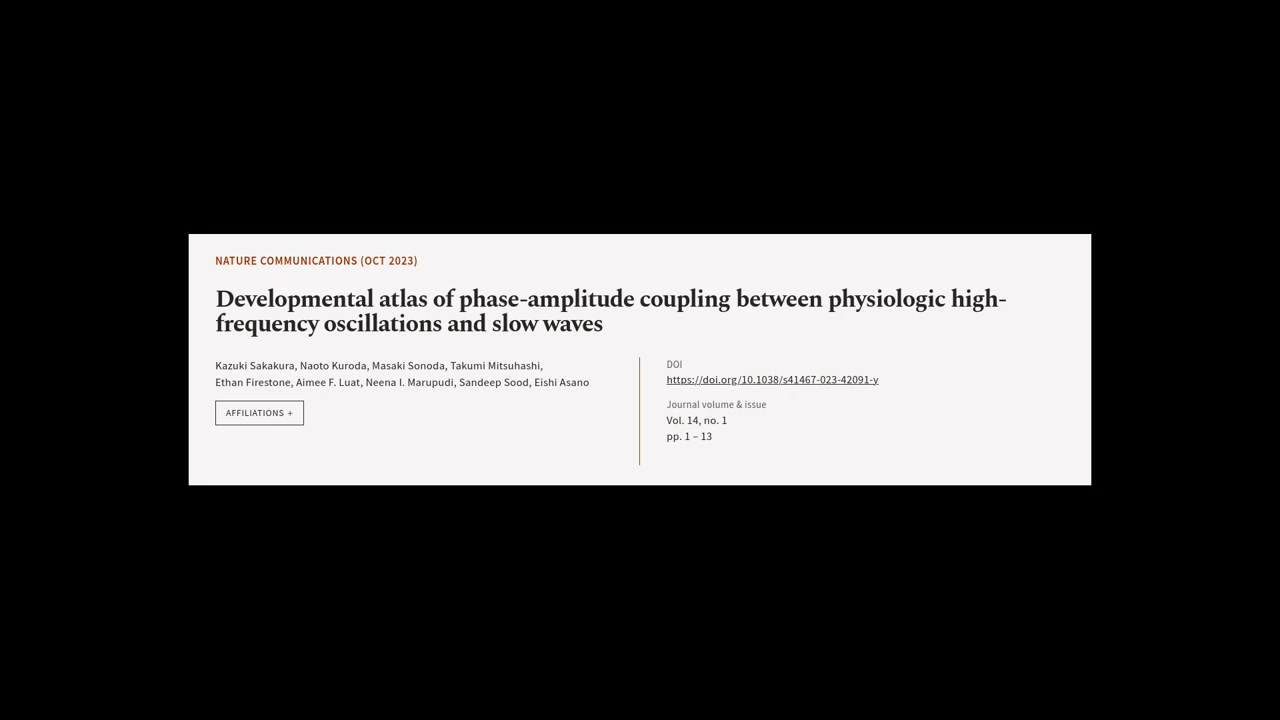 NATURE COMMUNICATIONS (OCT 2023)
Developmental atlas of phase-amplitude coupling between physiologic high-
frequency oscillations and slow waves
Kazuki Sakakura, Naoto Kuroda, Masaki Sonoda, Takumi Mitsuhashi,
Ethan Firestone, Aimee F. Luat, Neena I. Marupudi, Sandeep Sood, Eishi Asano
AFFILIATIONS +
DOI
https://doi.org/10.1038/s41467-023-42091-y
Journal volume & issue
Vol. 14, no. 1
pp. 1 – 13